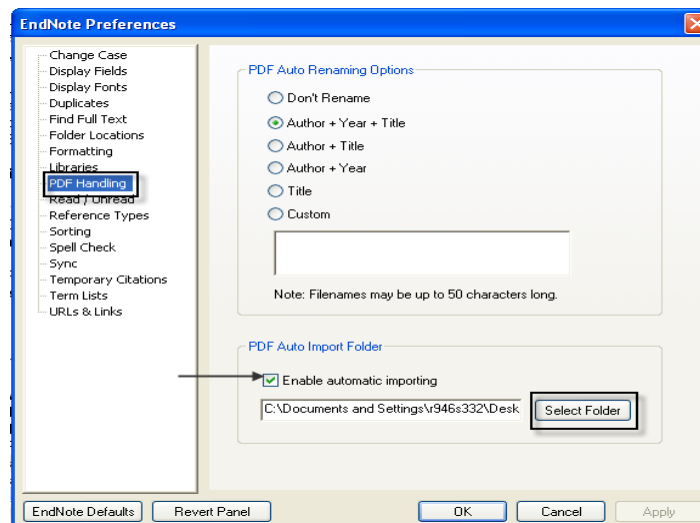 EndNote Preferences
Change Case
Display Fields
Display Fonts
Duplicates
Find Full Text
Folder Locations
Formatting
Libraries
PDF Handling
Read / Unread
Reference Types
Sorting
Spell Check
Sync
Temporary Citations
Term Lists
URLs & Links
PDF Auto Renaming Options
Don't Rename
Author + Year + Title
Author + Title
Author + Year
Title
Custom
Note: Filenames may be up to 50 characters long.
PDF Auto Import Folder
Enable automatic importing
C:\Documents and Settings\r946s332\Desk
Select Folder
EndNote Defaults
Revert Panel
OK
Cancel
Apply